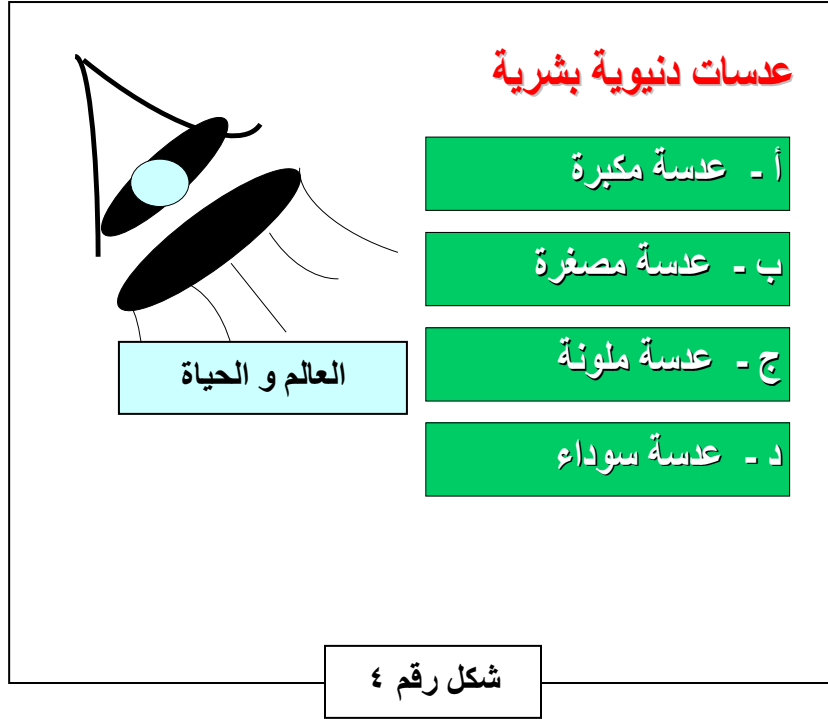 عدسات دنيوية بشرية
أ - عدسة مكبرة
ب - عدسة مصغرة
ج - عدسة ملونة
د - عدسة سوداء
العالم و الحياة
شكل رقم ٤